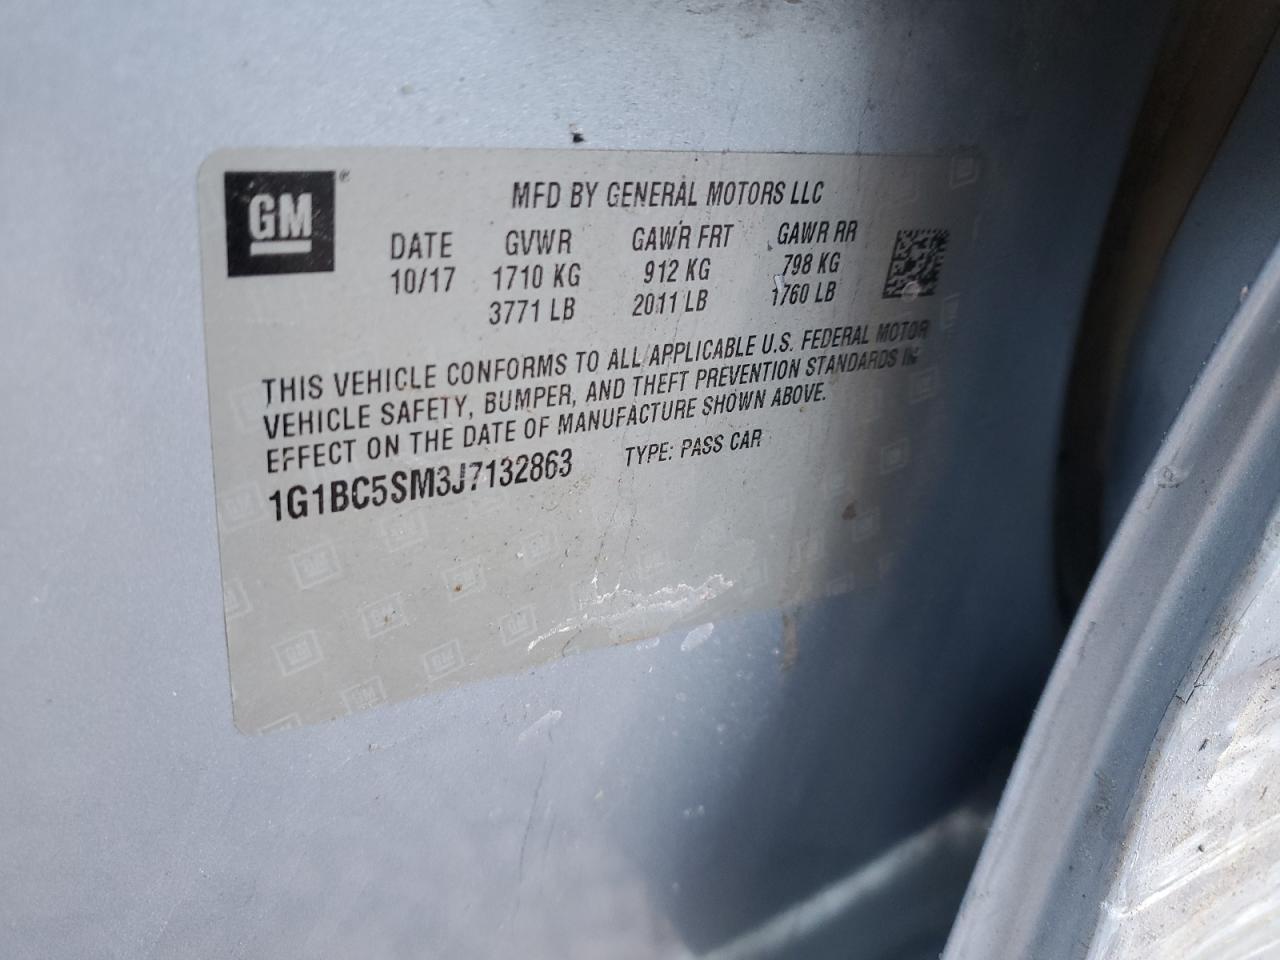 GM®
MFD BY GENERAL MOTORS LLC
DATE GVWR GAWR FRT GAWR RR
10/17 1710 KG 912 KG 798 KG
3771 LB 2011 LB 1760 LB
THIS VEHICLE CONFORMS TO ALL APPLICABLE U.S. FEDERAL MOTOR
VEHICLE SAFETY, BUMPER, AND THEFT PREVENTION STANDARDS IN
EFFECT ON THE DATE OF MANUFACTURE SHOWN ABOVE.
1G1BC5SM3J7132863 TYPE: PASS CAR